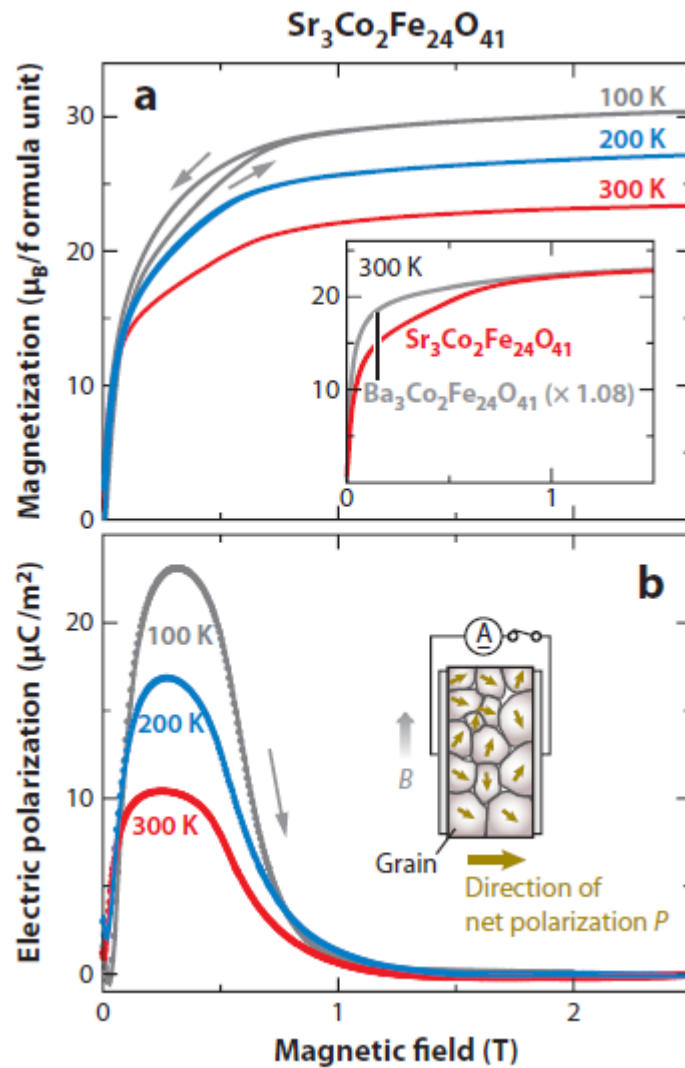 Sr₃Co₂Fe₂₄O₄₁
a
Magnetization (μB/formula unit)
30
20
10
0
100 K
200 K
300 K
300 K
20
10
0
1
Sr₃Co₂Fe₂₄O₄₁
Ba₃Co₂Fe₂₄O₄₁ (× 1.08)
b
Electric polarization (μC/m²)
20
10
0
100 K
200 K
300 K
A
B
Grain
Direction of
net polarization P
0
1
2
Magnetic field (T)